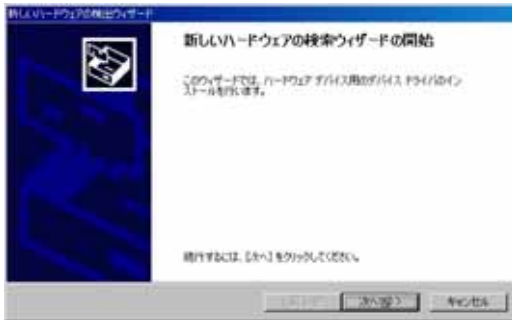 新しいハードウェアの検出ウィザード
新しいハードウェアの検索ウィザードの開始
このウィザードでは、ハードウェア デバイス用のデバイス ドライバのイン
ストールを行います。
続行するには、[次へ] をクリックしてください。
次へ(N) >
キャンセル